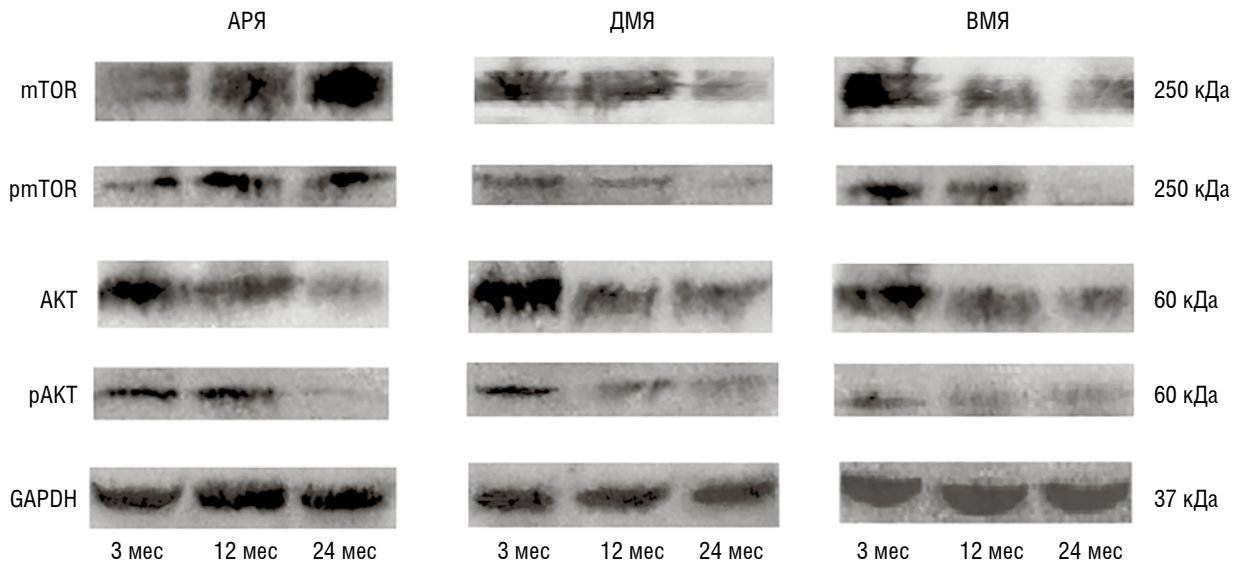 АРЯ ДМЯ ВМЯ
mTOR 250 кДа
pmTOR 250 кДа
AKT 60 кДа
pAKT 60 кДа
GAPDH 37 кДа
3 мес 12 мес 24 мес 3 мес 12 мес 24 мес 3 мес 12 мес 24 мес